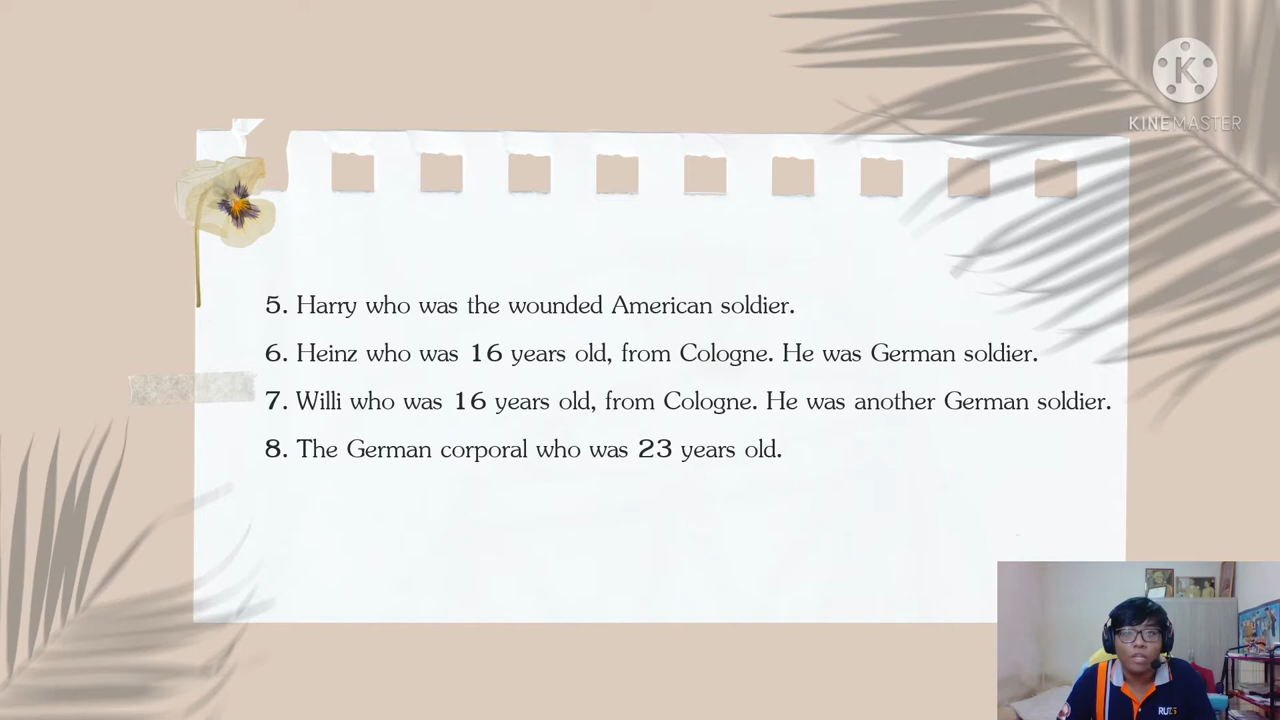 KINEMASTER
5. Harry who was the wounded American soldier.
6. Heinz who was 16 years old, from Cologne. He was German soldier.
7. Willi who was 16 years old, from Cologne. He was another German soldier.
8. The German corporal who was 23 years old.